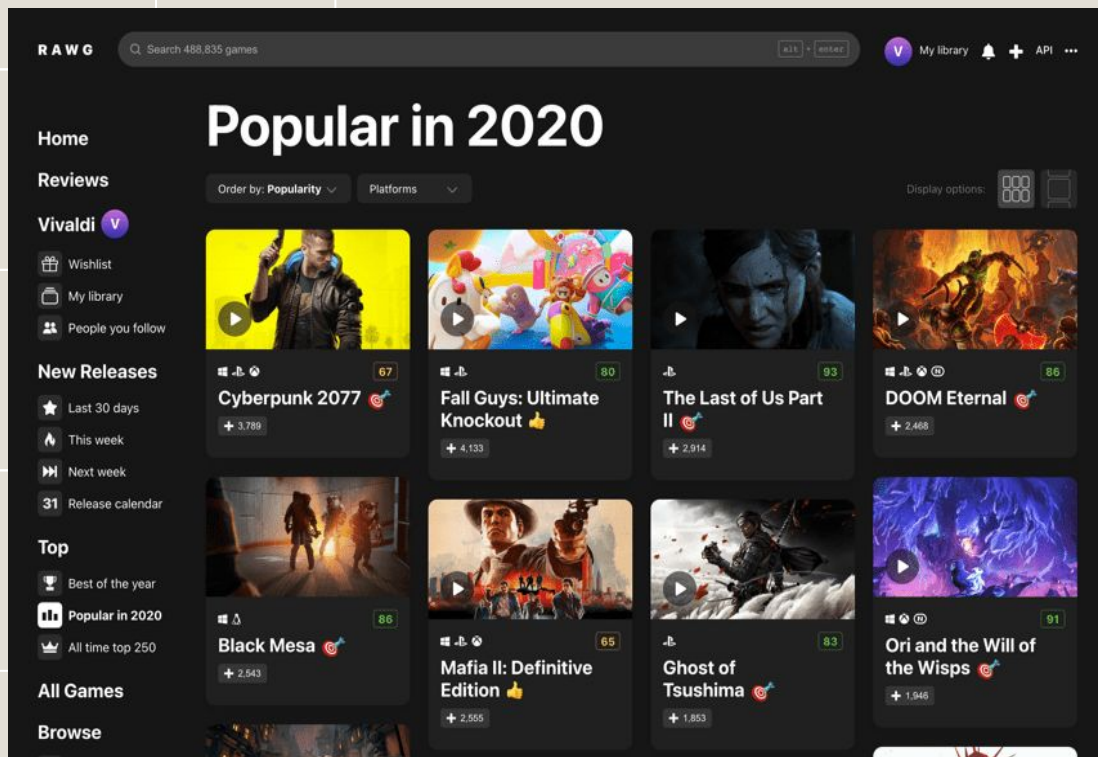 RAWG
Search 488,835 games
alt + enter
V
My library
API
Popular in 2020
Home
Reviews
Vivaldi V
Wishlist
My library
People you follow
New Releases
Last 30 days
This week
Next week
31 Release calendar
Top
Best of the year
Popular in 2020
All time top 250
All Games
Browse
Order by: Popularity
Platforms
Display options:
67
Cyberpunk 2077
3,789
80
Fall Guys: Ultimate
Knockout
4,133
93
The Last of Us Part
II
2,914
86
DOOM Eternal
2,468
86
Black Mesa
2,543
65
Mafia II: Definitive
Edition
2,555
83
Ghost of
Tsushima
1,853
91
Ori and the Will of
the Wisps
1,946